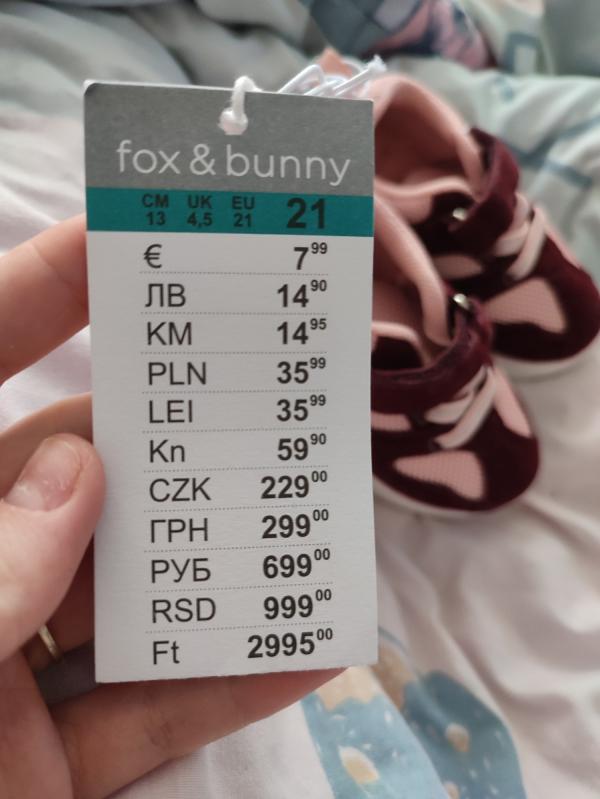 fox & bunny
CM UK EU 21
13 4,5 21
€ 7⁹⁹
ЛВ 14⁹⁰
KM 14⁹⁵
PLN 35⁹⁹
LEI 35⁹⁹
Kn 59⁹⁰
CZK 229⁰⁰
ГРН 299⁰⁰
РУБ 699⁰⁰
RSD 999⁰⁰
Ft 2995⁰⁰